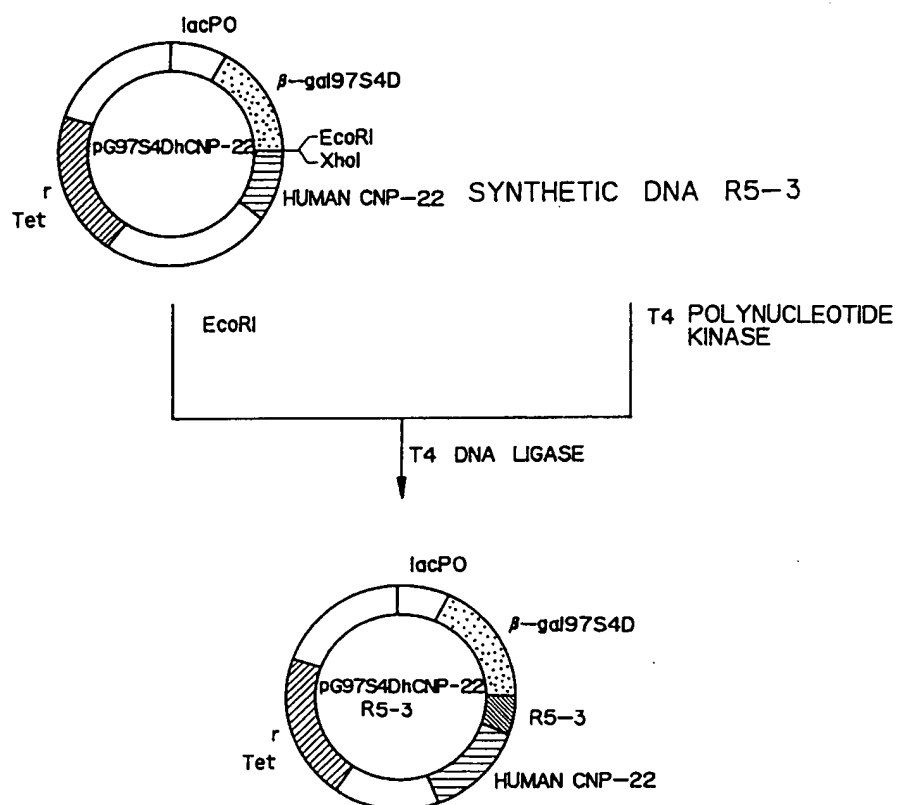 lacPO
β-gal97S4D
pG97S4DhCNP-22
EcoRI
XhoI
HUMAN CNP-22
SYNTHETIC DNA R5-3
r
Tet
EcoRI
T4 POLYNUCLEOTIDE
KINASE
T4 DNA LIGASE
lacPO
β-gal97S4D
pG97S4DhCNP-22
R5-3
R5-3
r
Tet
HUMAN CNP-22